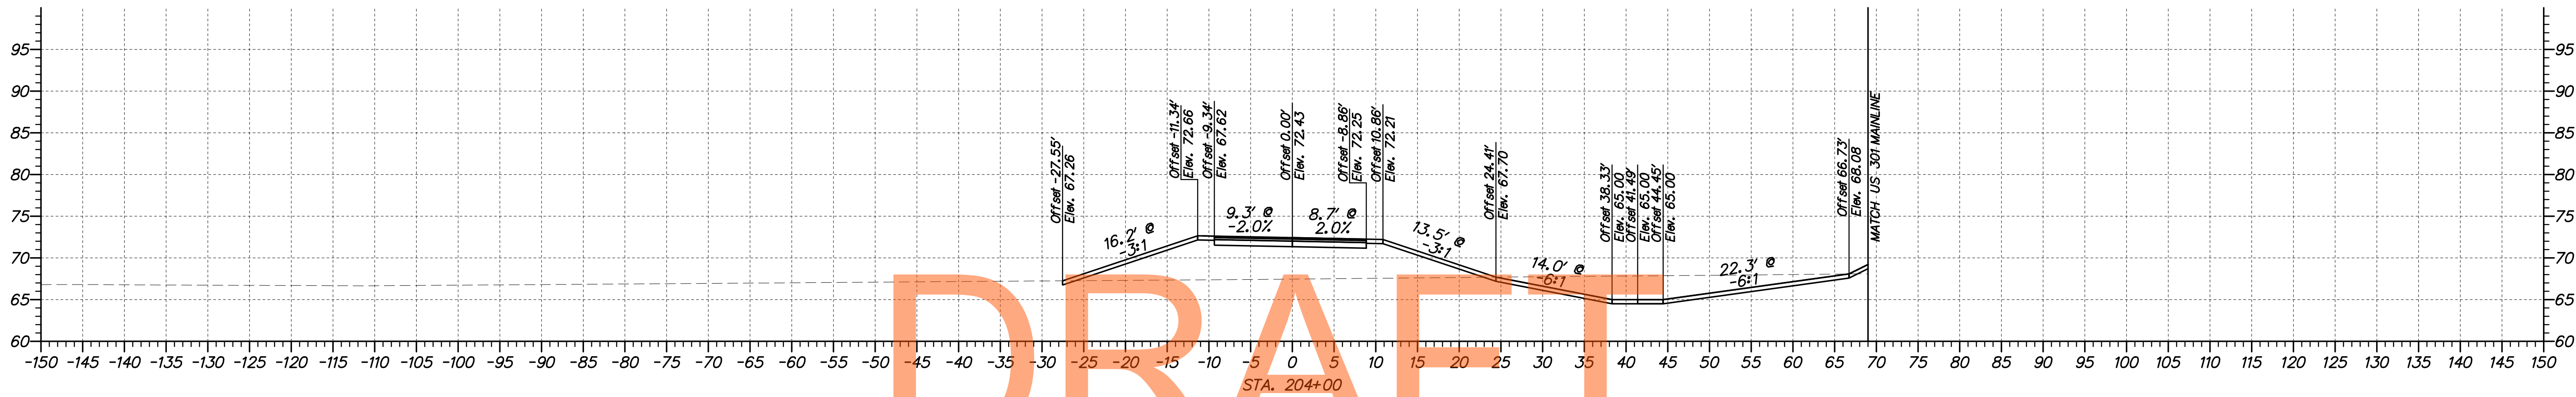 95
90
85
80
75
70
65
60
Offset -27.55'
Elev. 67.26
Offset -11.34'
Elev. 72.66
Offset -9.34'
Elev. 67.62
Offset 0.00'
Elev. 72.43
Offset -8.86'
Elev. 72.25
Offset 10.86'
Elev. 72.21
Offset 24.41'
Elev. 67.70
Offset 38.33'
Elev. 65.00
Offset 41.49'
Elev. 65.00
Offset 44.45'
Elev. 65.00
Offset 66.73'
Elev. 68.08
MATCH US 301 MAINLINE
16.2' @
-3:1
9.3' @
-2.0%
8.7' @
2.0%
13.5' @
-3:1
14.0' @
-6:1
22.3' @
-6:1
95
90
85
80
75
70
65
60
-150 -145 -140 -135 -130 -125 -120 -115 -110 -105 -100 -95 -90 -85 -80 -75 -70 -65 -60 -55 -50 -45 -40 -35 -30 -25 -20 -15 -10 -5 0 5 10 15 20 25 30 35 40 45 50 55 60 65 70 75 80 85 90 95 100 105 110 115 120 125 130 135 140 145 150
STA. 204+00
DRAFT